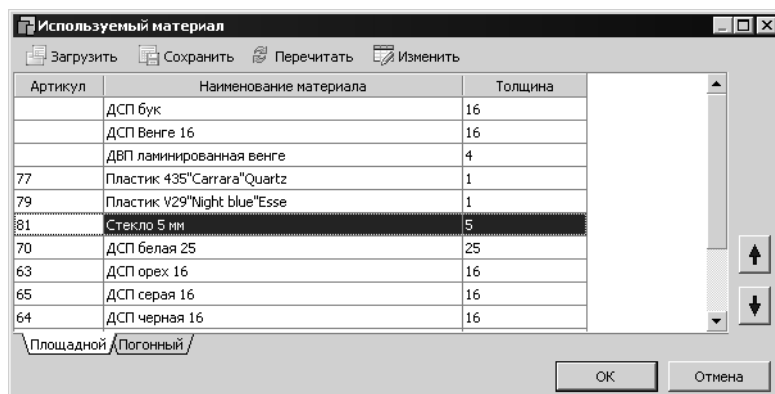 Используемый материал
Загрузить Сохранить Перечитать Изменить
Артикул Наименование материала Толщина
ДСП бук 16
ДСП Венге 16 16
ДВП ламинированная венге 4
77 Пластик 435"Carrara"Quartz 1
79 Пластик V29"Night blue"Esse 1
81 Стекло 5 мм 5
70 ДСП белая 25 25
63 ДСП орех 16 16
65 ДСП серая 16 16
64 ДСП черная 16 16
Площадной Погонный
ОК Отмена